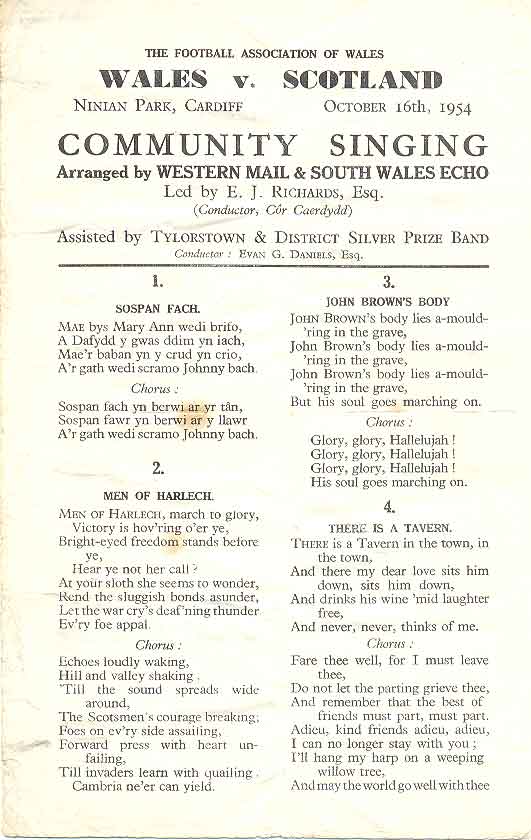 THE FOOTBALL ASSOCIATION OF WALES
WALES v. SCOTLAND
NINIAN PARK, CARDIFF OCTOBER 16th, 1954
COMMUNITY SINGING
Arranged by WESTERN MAIL & SOUTH WALES ECHO
Led by E. J. RICHARDS, Esq.
(Conductor, Côr Caerdydd)
Assisted by TYLORSTOWN & DISTRICT SILVER PRIZE BAND
Conductor : EVAN G. DANIELS, Esq.
1.
SOSPAN FACH.
MAE bys Mary Ann wedi brifo,
A Dafydd y gwas ddim yn iach,
Mae'r baban yn y crud yn crio,
A'r gath wedi scramo Johnny bach.
Chorus :
Sospan fach yn berwi ar yr tân,
Sospan fawr yn berwi ar y llawr
A'r gath wedi scramo Johnny bach.
2.
MEN OF HARLECH.
MEN OF HARLECH, march to glory,
Victory is hov'ring o'er ye,
Bright-eyed freedom stands before
ye,
Hear ye not her call ?
At your sloth she seems to wonder,
Rend the sluggish bonds asunder,
Let the war cry's deaf'ning thunder
Ev'ry foe appal.
Chorus :
Echoes loudly waking,
Hill and valley shaking ;
'Till the sound spreads wide
around,
The Scotsmen's courage breaking;
Foes on ev'ry side assailing,
Forward press with heart un-
failing,
Till invaders learn with quailing,
Cambria ne'er can yield.
3.
JOHN BROWN'S BODY
JOHN BROWN'S body lies a-mould-
'ring in the grave,
John Brown's body lies a-mould-
'ring in the grave,
John Brown's body lies a-mould-
'ring in the grave,
But his soul goes marching on.
Chorus :
Glory, glory, Hallelujah !
Glory, glory, Hallelujah !
Glory, glory, Hallelujah !
His soul goes marching on.
4.
THERE IS A TAVERN.
THERE is a Tavern in the town, in
the town,
And there my dear love sits him
down, sits him down,
And drinks his wine 'mid laughter
free,
And never, never, thinks of me.
Chorus :
Fare thee well, for I must leave
thee,
Do not let the parting grieve thee,
And remember that the best of
friends must part, must part.
Adieu, kind friends adieu, adieu,
I can no longer stay with you ;
I'll hang my harp on a weeping
willow tree,
And may the world go well with thee